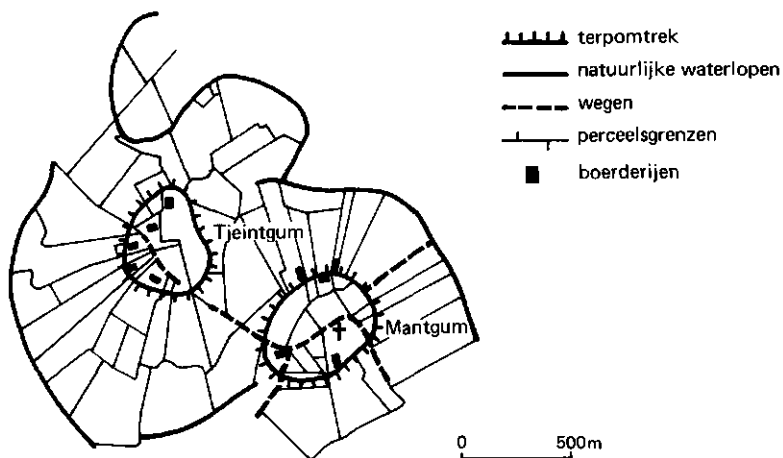 terpomtrek
natuurlijke waterlopen
wegen
perceelsgrenzen
boerderijen
Tjeintgum
Mantgum
0 500m